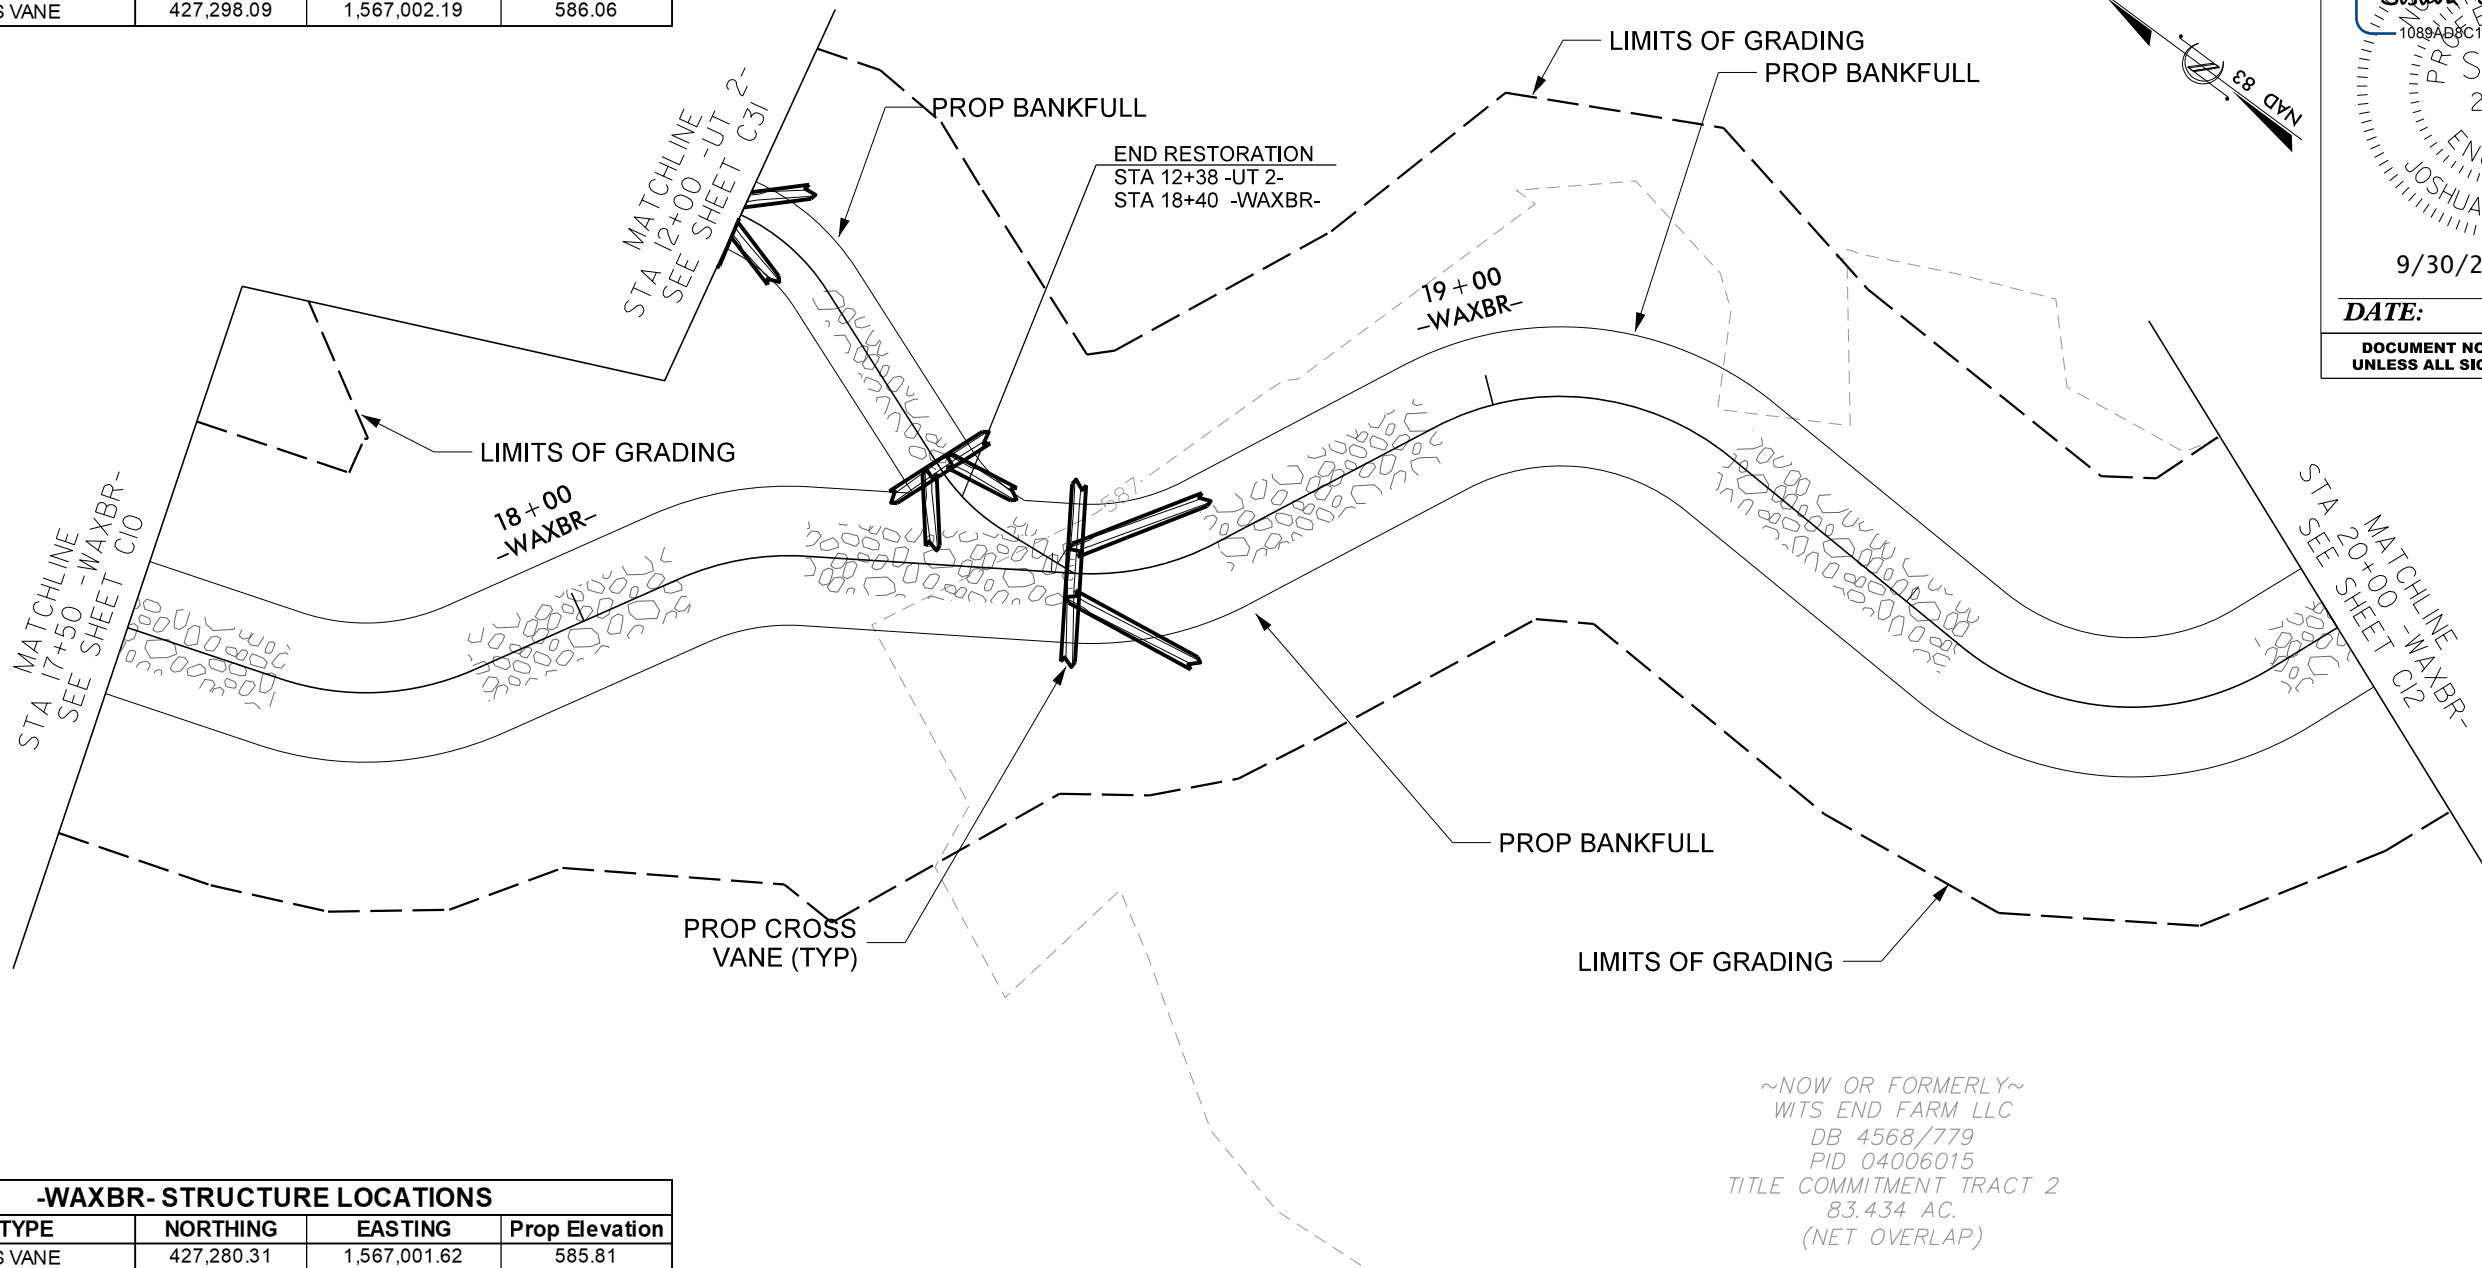 S VANE 427,298.09 1,567,002.19 586.06
LIMITS OF GRADING
PROP BANKFULL
PROP BANKFULL
MATCHLINE
STA 12+00 -UT 2-
SEE SHEET C31
END RESTORATION
STA 12+38 -UT 2-
STA 18+40 -WAXBR-
NAD 83
1089AD8C1
JOSHUA
9/30/2
DATE:
DOCUMENT NO
UNLESS ALL SIG
19+00
-WAXBR-
LIMITS OF GRADING
18+00
-WAXBR-
587
MATCHLINE
STA 17+50 -WAXBR-
SEE SHEET C10
MATCHLINE
STA 20+00 -WAXBR-
SEE SHEET C12
PROP BANKFULL
PROP CROSS
VANE (TYP)
LIMITS OF GRADING
~NOW OR FORMERLY~
WITS END FARM LLC
DB 4568/779
PID 04006015
TITLE COMMITMENT TRACT 2
83.434 AC.
(NET OVERLAP)
-WAXBR- STRUCTURE LOCATIONS
TYPE NORTHING EASTING Prop Elevation
S VANE 427,280.31 1,567,001.62 585.81